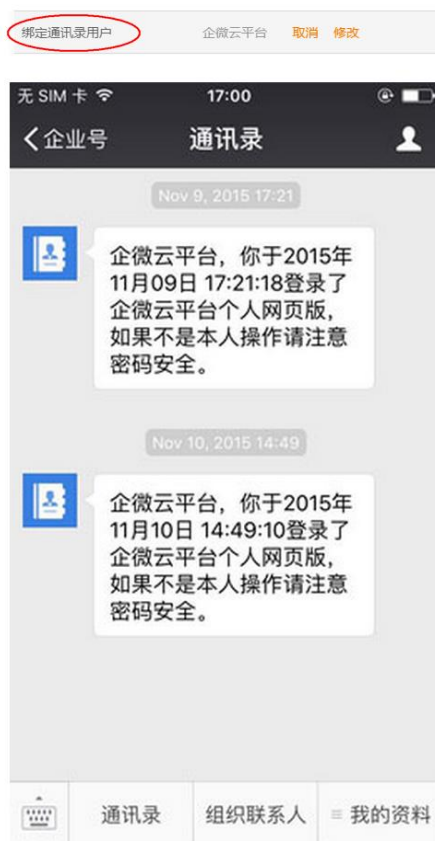 绑定通讯录用户 企微云平台 取消 修改
无 SIM 卡 17:00
企业号 通讯录
Nov 9, 2015 17:21
企微云平台，你于2015年
11月09日 17:21:18登录了
企微云平台个人网页版，
如果不是本人操作请注意
密码安全。
Nov 10, 2015 14:49
企微云平台，你于2015年
11月10日 14:49:10登录了
企微云平台个人网页版，
如果不是本人操作请注意
密码安全。
通讯录 组织联系人 我的资料